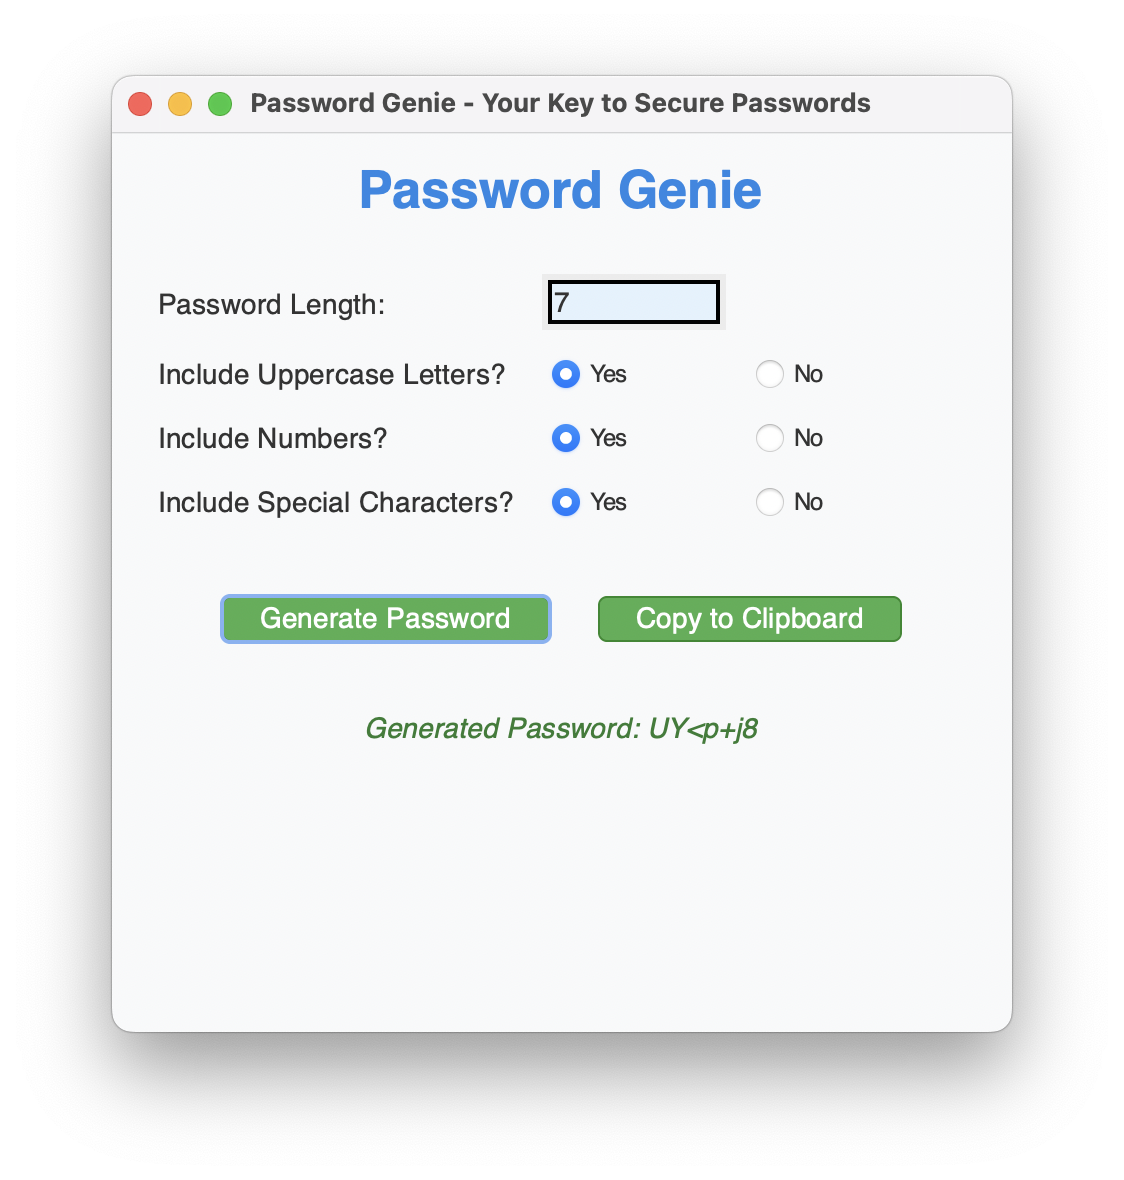 Password Genie - Your Key to Secure Passwords
Password Genie
Password Length: 7
Include Uppercase Letters? Yes No
Include Numbers? Yes No
Include Special Characters? Yes No
Generate Password Copy to Clipboard
Generated Password: UY<p+j8